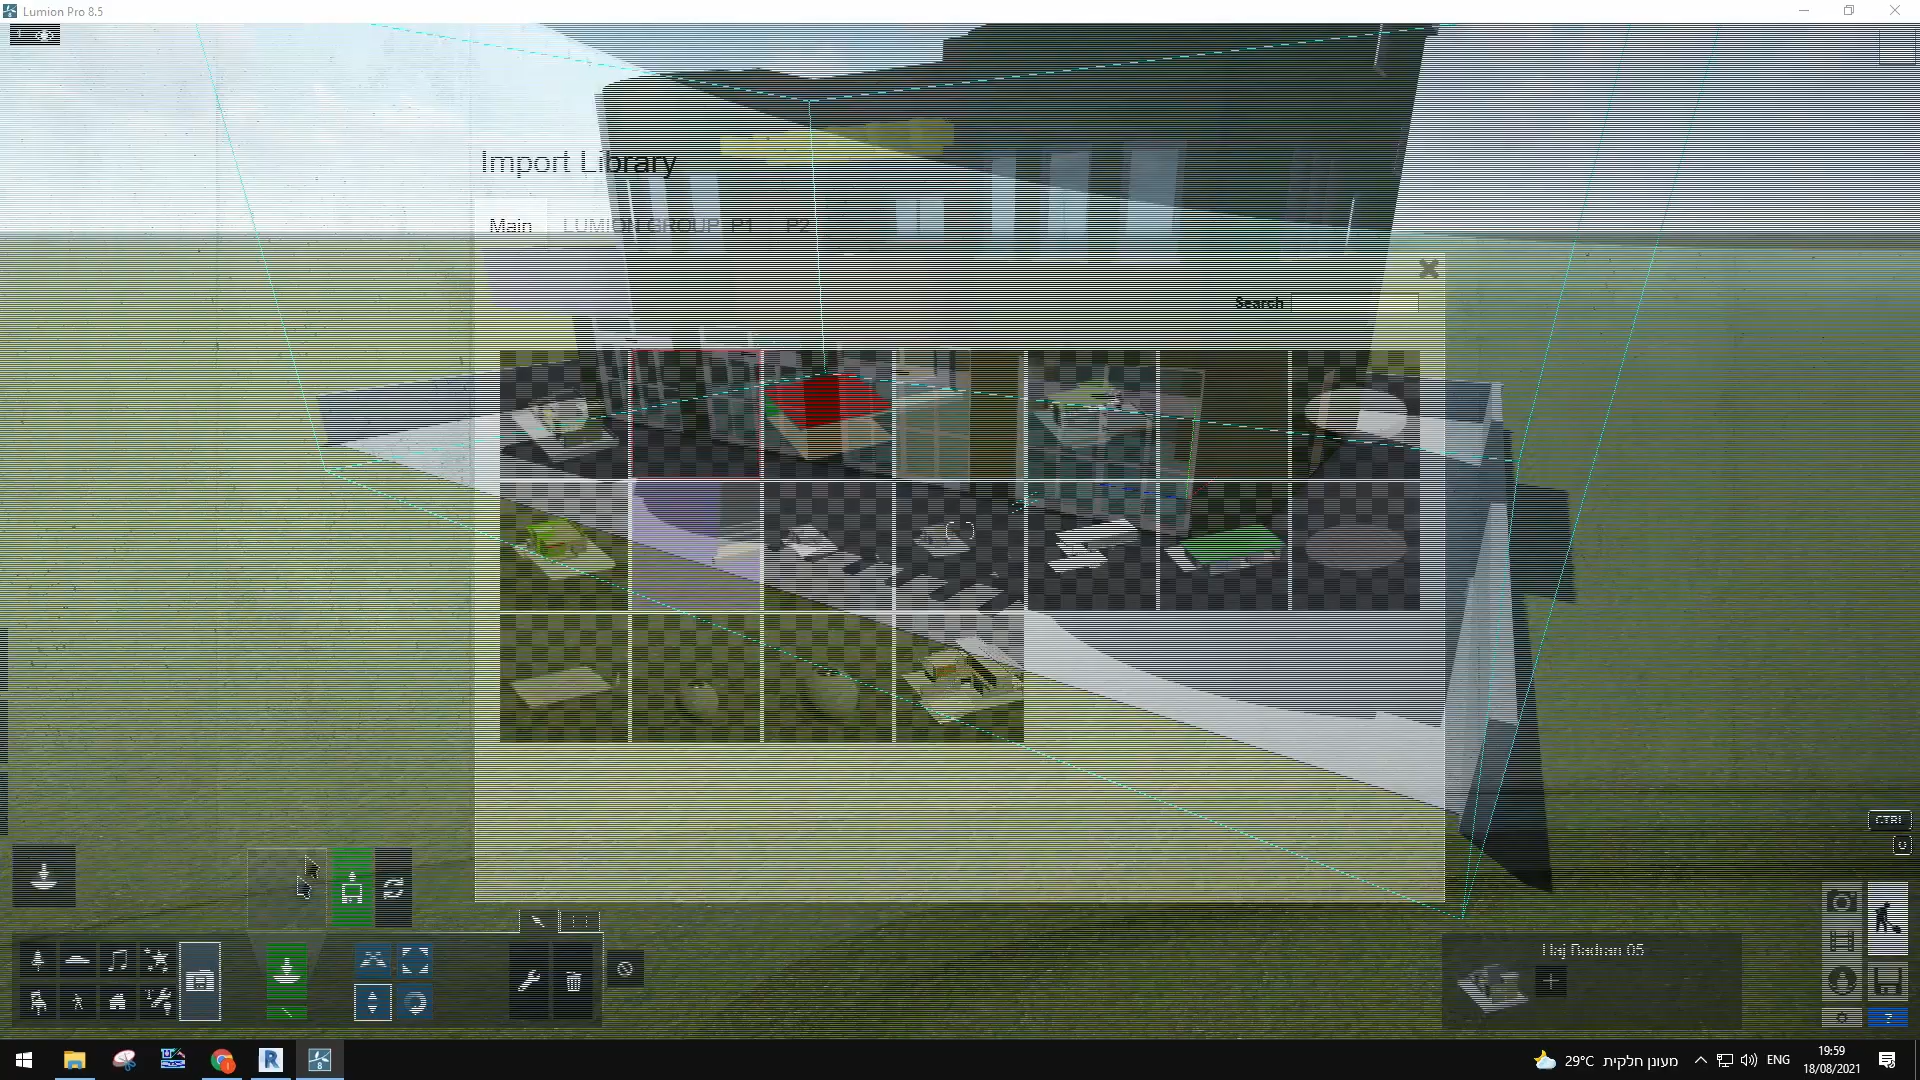 Lumion Pro 8.5
Import Library
Main LUMION GROUP P1 P2
Search
CTRL
U
Haj Badran 05
?
29°C מעונן חלקית
ENG
19:59
18/08/2021